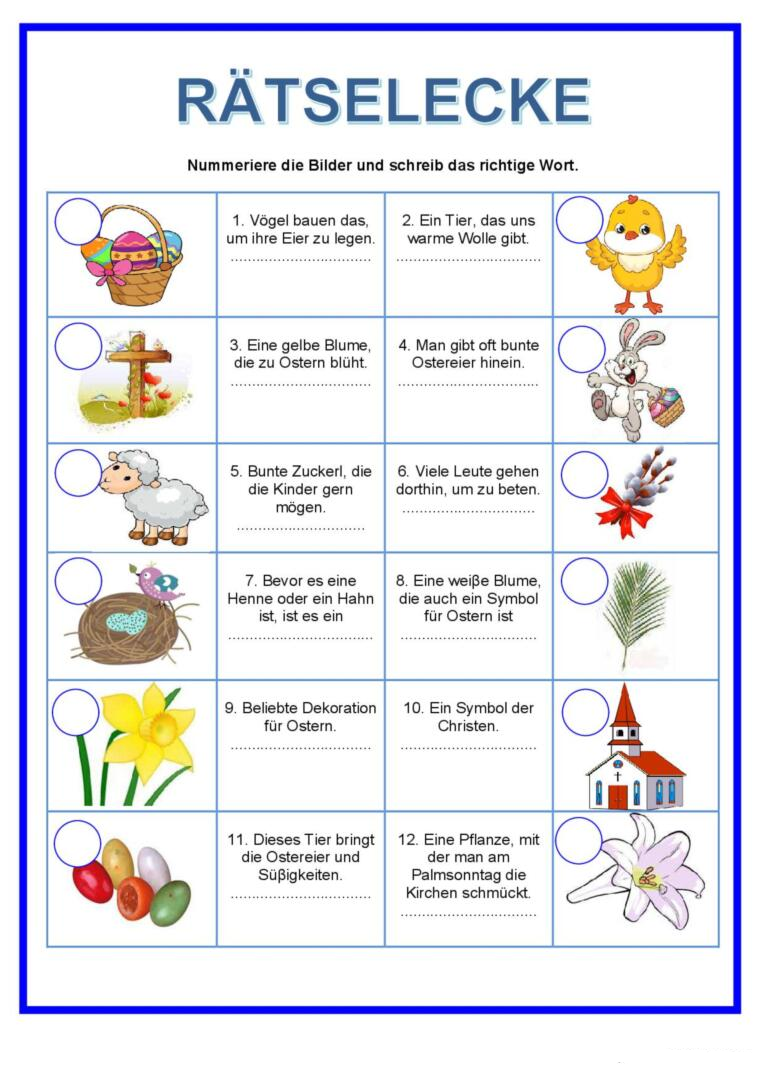 RÄTSELECKE
Nummeriere die Bilder und schreib das richtige Wort.
1. Vögel bauen das,
um ihre Eier zu legen.
2. Ein Tier, das uns
warme Wolle gibt.
3. Eine gelbe Blume,
die zu Ostern blüht.
4. Man gibt oft bunte
Ostereier hinein.
5. Bunte Zuckerl, die
die Kinder gern
mögen.
6. Viele Leute gehen
dorthin, um zu beten.
7. Bevor es eine
Henne oder ein Hahn
ist, ist es ein
8. Eine weiße Blume,
die auch ein Symbol
für Ostern ist
9. Beliebte Dekoration
für Ostern.
10. Ein Symbol der
Christen.
11. Dieses Tier bringt
die Ostereier und
Süßigkeiten.
12. Eine Pflanze, mit
der man am
Palmsonntag die
Kirchen schmückt.